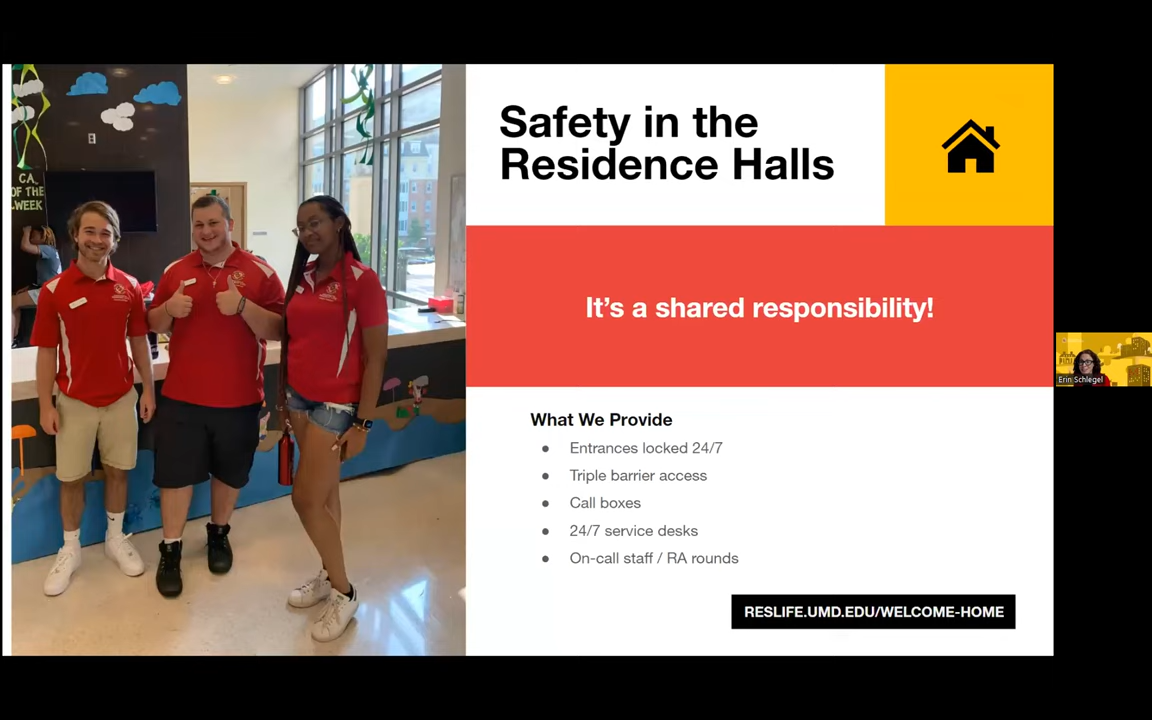 CA
OF THE
WEEK
Safety in the
Residence Halls
It’s a shared responsibility!
What We Provide
● Entrances locked 24/7
● Triple barrier access
● Call boxes
● 24/7 service desks
● On-call staff / RA rounds
RESLIFE.UMD.EDU/WELCOME-HOME
Erin Schlegel